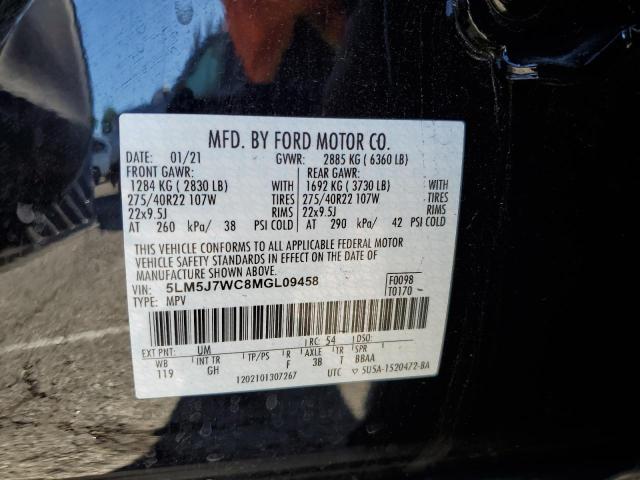 MFD. BY FORD MOTOR CO.
DATE: 01/21 GVWR: 2885 KG ( 6360 LB)
FRONT GAWR: REAR GAWR:
1284 KG ( 2830 LB) WITH 1692 KG ( 3730 LB) WITH
275/40R22 107W TIRES 275/40R22 107W TIRES
22x9.5J RIMS 22x9.5J RIMS
AT 260 kPa/ 38 PSI COLD AT 290 kPa/ 42 PSI COLD
THIS VEHICLE CONFORMS TO ALL APPLICABLE FEDERAL MOTOR
VEHICLE SAFETY STANDARDS IN EFFECT ON THE DATE OF
MANUFACTURE SHOWN ABOVE.
VIN: 5LM5J7WC8MGL09458 F0098
TYPE: MPV T0170
EXT PNT: UM RC: 54 DSO:
WB INT TR TP/PS R AXLE TR SPR
119 GH F 3B T BBAA
1202101307267 UTC ▽ 5U5A-1520472-BA